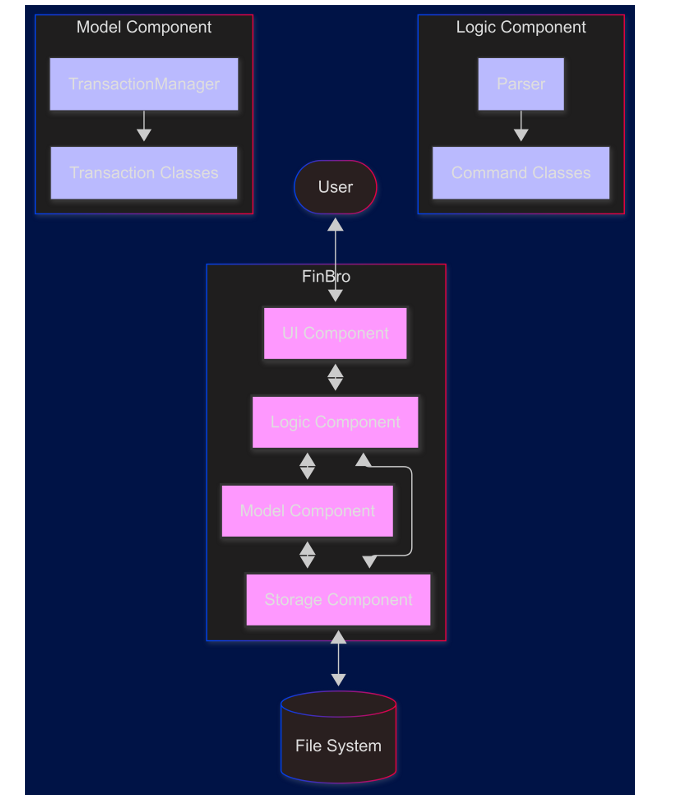 Model Component
TransactionManager
Transaction Classes
Logic Component
Parser
Command Classes
User
FinBro
UI Component
Logic Component
Model Component
Storage Component
File System